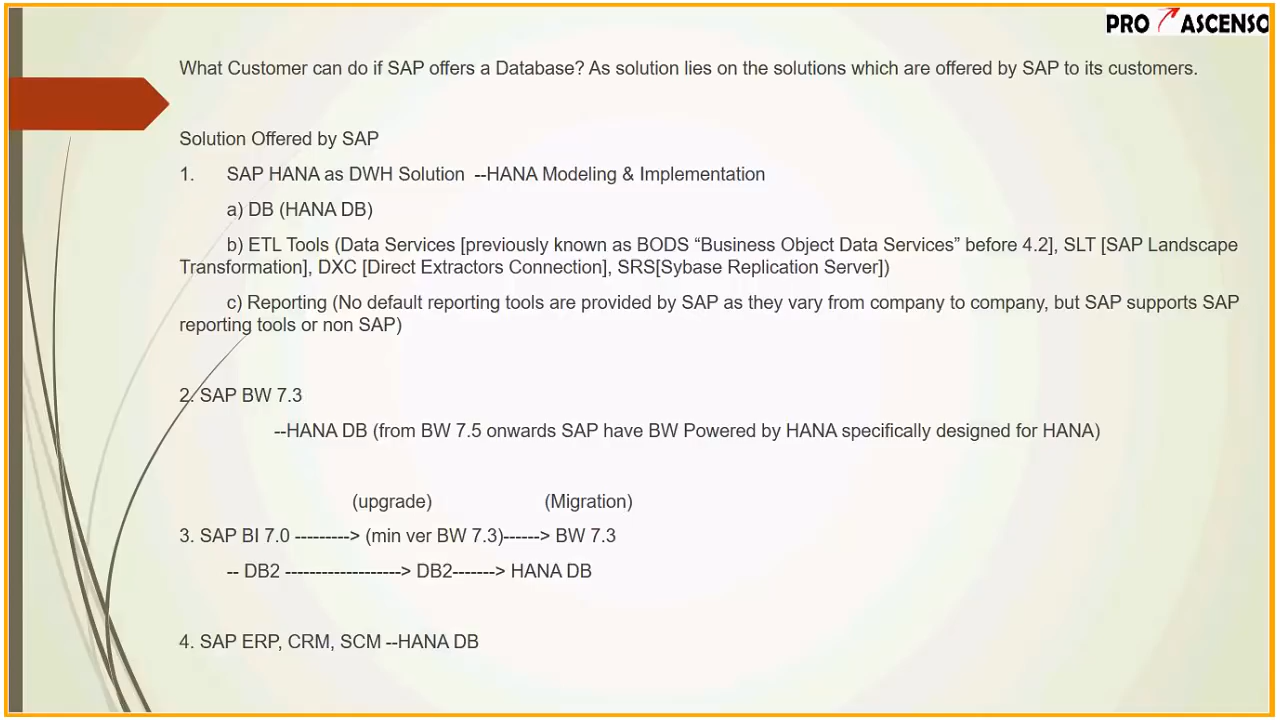 PRO ASCENSO
What Customer can do if SAP offers a Database? As solution lies on the solutions which are offered by SAP to its customers.
Solution Offered by SAP
1. SAP HANA as DWH Solution --HANA Modeling & Implementation
a) DB (HANA DB)
b) ETL Tools (Data Services [previously known as BODS “Business Object Data Services” before 4.2], SLT [SAP Landscape
Transformation], DXC [Direct Extractors Connection], SRS[Sybase Replication Server])
c) Reporting (No default reporting tools are provided by SAP as they vary from company to company, but SAP supports SAP
reporting tools or non SAP)
2. SAP BW 7.3
--HANA DB (from BW 7.5 onwards SAP have BW Powered by HANA specifically designed for HANA)
(upgrade) (Migration)
3. SAP BI 7.0 ---------> (min ver BW 7.3)------> BW 7.3
-- DB2 -------------------> DB2-------> HANA DB
4. SAP ERP, CRM, SCM --HANA DB